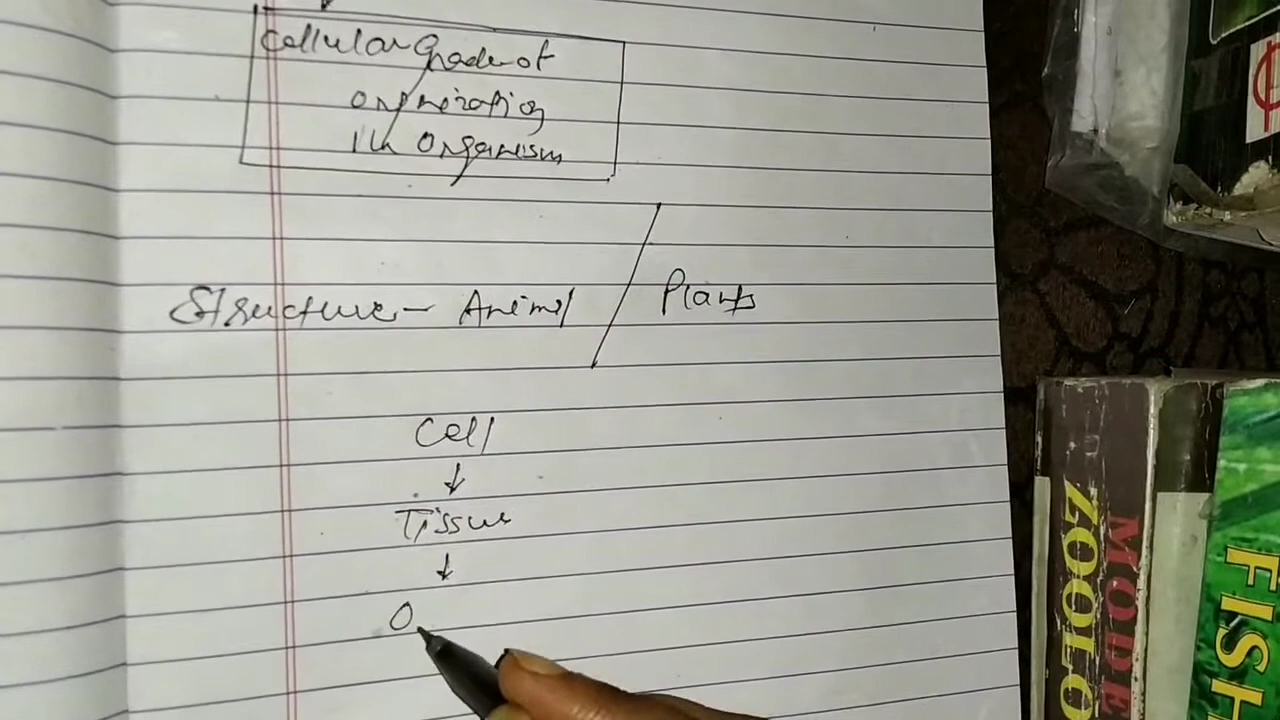 Cellular Grade of
Organization
in Organism
Structure - Animal / Plants
Cell
↓
Tissue
↓
O
MODE
ZOOLO
FISH